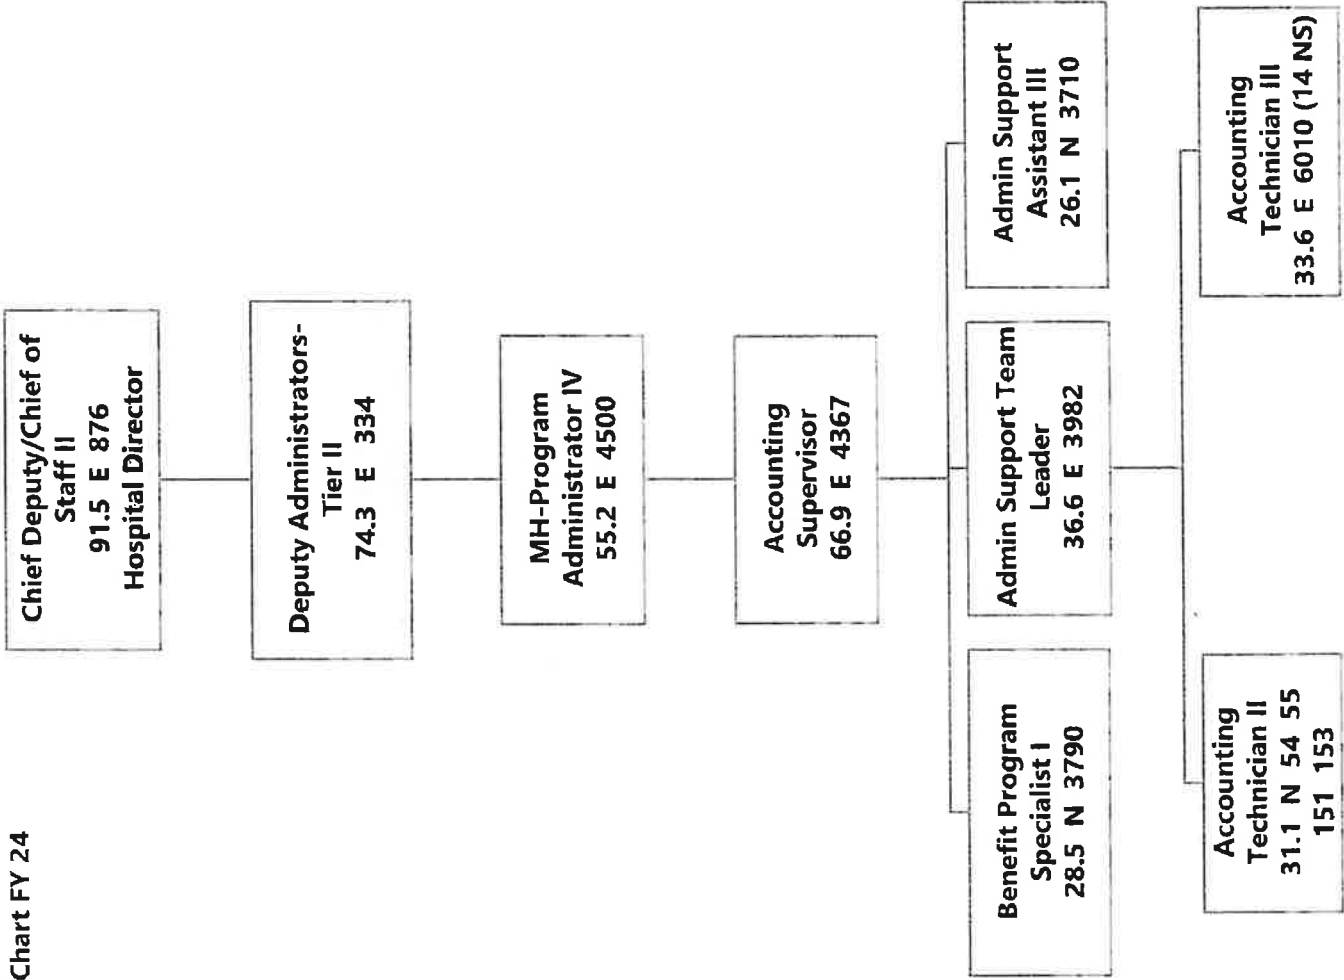 Chart FY 24
Chief Deputy/Chief of
Staff II
91.5 E 876
Hospital Director
Deputy Administrators-
Tier II
74.3 E 334
MH-Program
Administrator IV
55.2 E 4500
Accounting
Supervisor
66.9 E 4367
Benefit Program
Specialist I
28.5 N 3790
Admin Support Team
Leader
36.6 E 3982
Admin Support
Assistant III
26.1 N 3710
Accounting
Technician II
31.1 N 54 55
151 153
Accounting
Technician III
33.6 E 6010 (14 NS)